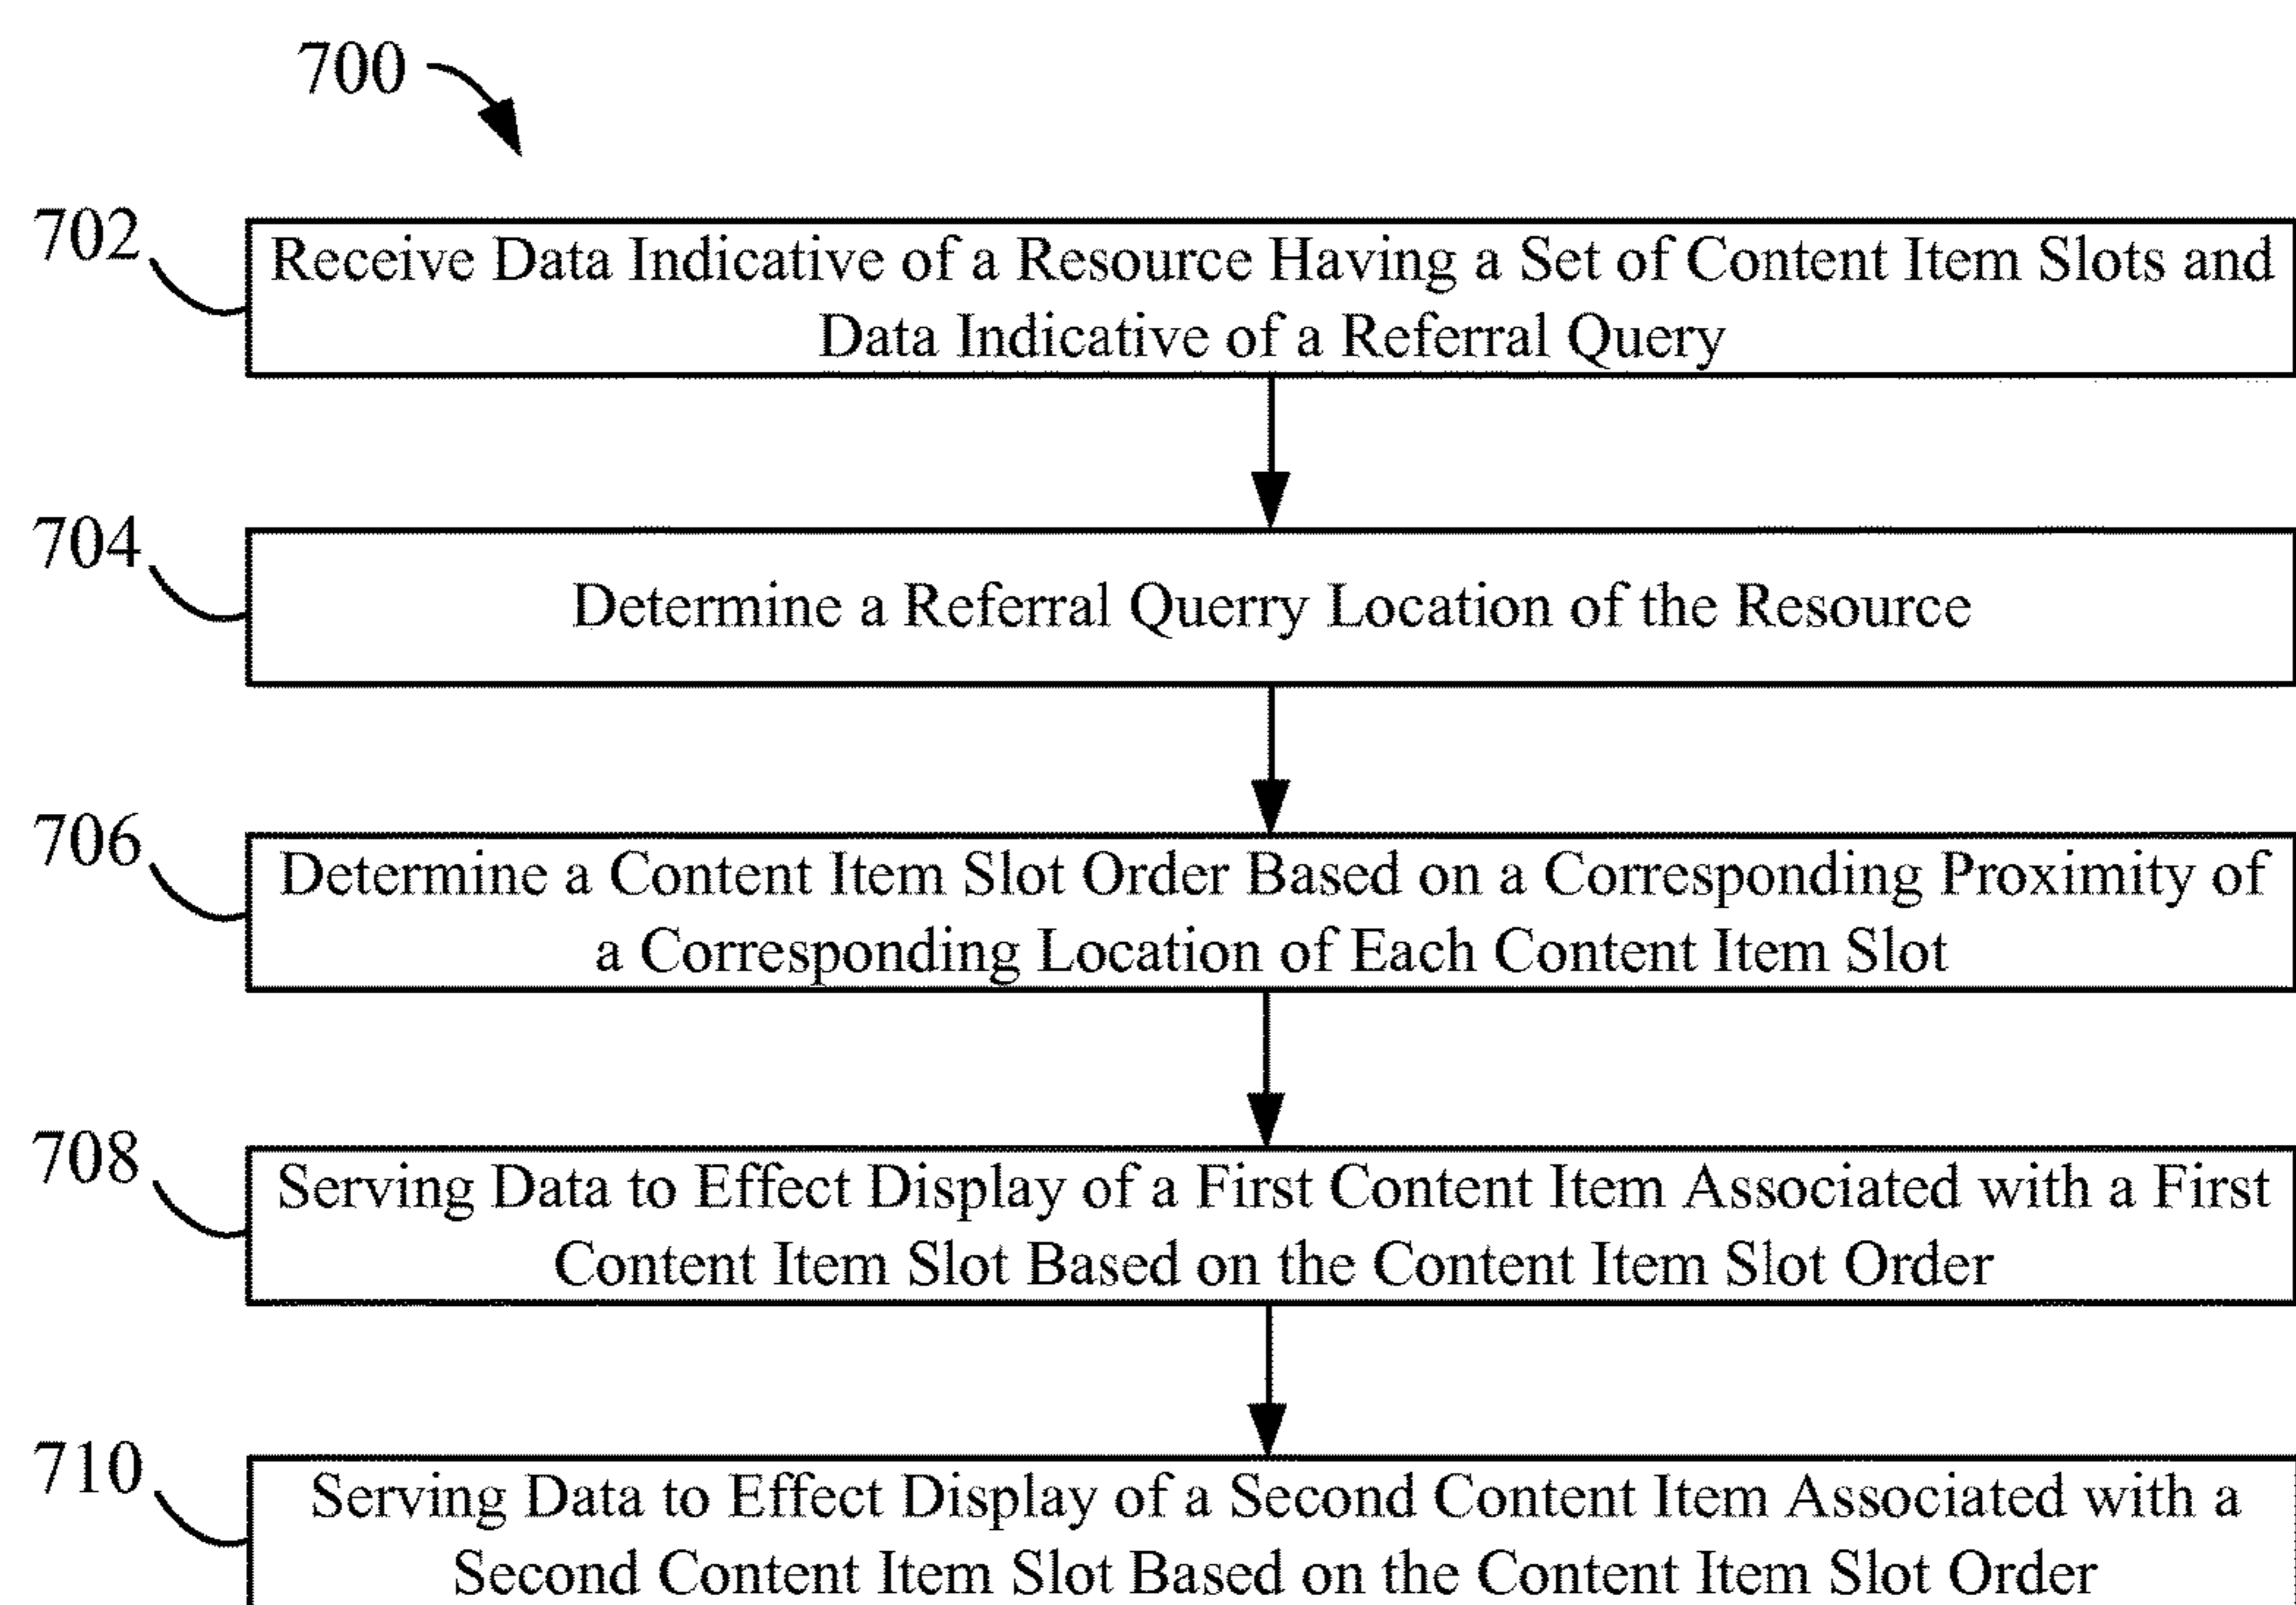 700
702
Receive Data Indicative of a Resource Having a Set of Content Item Slots and
Data Indicative of a Referral Query
704
Determine a Referral Querry Location of the Resource
706
Determine a Content Item Slot Order Based on a Corresponding Proximity of
a Corresponding Location of Each Content Item Slot
708
Serving Data to Effect Display of a First Content Item Associated with a First
Content Item Slot Based on the Content Item Slot Order
710
Serving Data to Effect Display of a Second Content Item Associated with a
Second Content Item Slot Based on the Content Item Slot Order